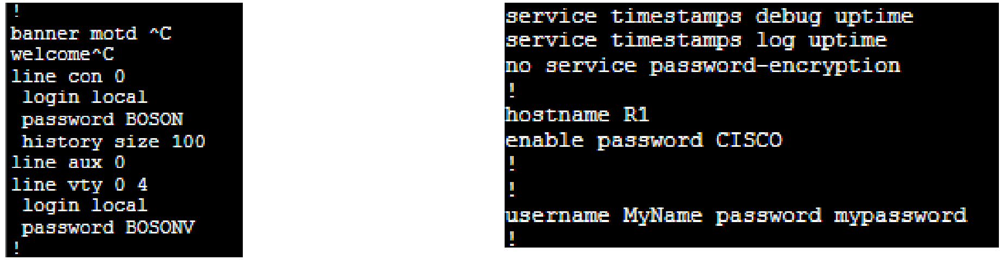 !
banner motd ^C
welcome^C
line con 0
 login local
 password BOSON
 history size 100
line aux 0
line vty 0 4
 login local
 password BOSONV
!
service timestamps debug uptime
service timestamps log uptime
no service password-encryption
!
hostname R1
enable password CISCO
!
!
username MyName password mypassword
!